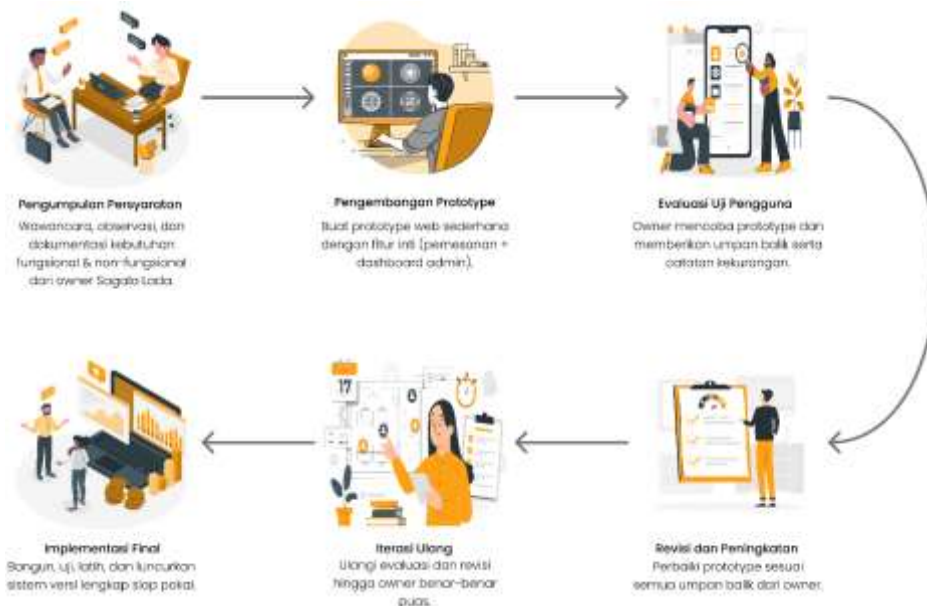 Pengumpulan Persyaratan
Wawancara, observasi, dan
dokumentasi kebutuhan
fungsional & non-fungsional
dari owner Sagala Lada.
Pengembangan Prototype
Buat prototype web sederhana
dengan fitur inti (pemesanan +
dashboard admin).
Evaluasi Uji Pengguna
Owner mencoba prototype dan
memberikan umpan balik serta
catatan kekurangan.
Revisi dan Peningkatan
Perbaiki prototype sesuai
semua umpan balik dari owner.
17
Iterasi Ulang
Ulangi evaluasi dan revisi
hingga owner benar-benar
puas.
Implementasi Final
Bangun, uji, latih, dan luncurkan
sistem versi lengkap siap pakai.